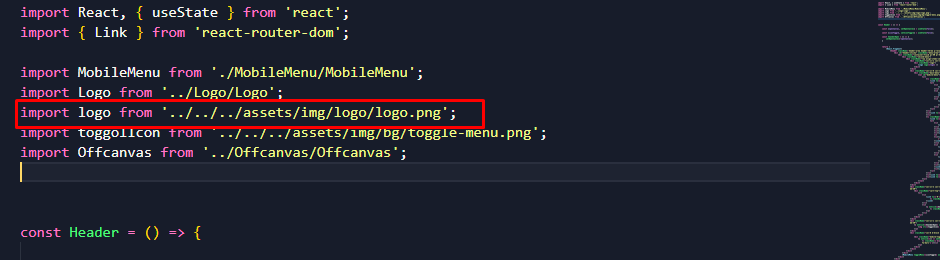 import React, { useState } from 'react';
import { Link } from 'react-router-dom';
import MobileMenu from './MobileMenu/MobileMenu';
import Logo from '../Logo/Logo';
import logo from '../../../assets/img/logo/logo.png';
import toggolIcon from '../../../assets/img/bg/toggle-menu.png';
import Offcanvas from '../Offcanvas/Offcanvas';
const Header = () => {